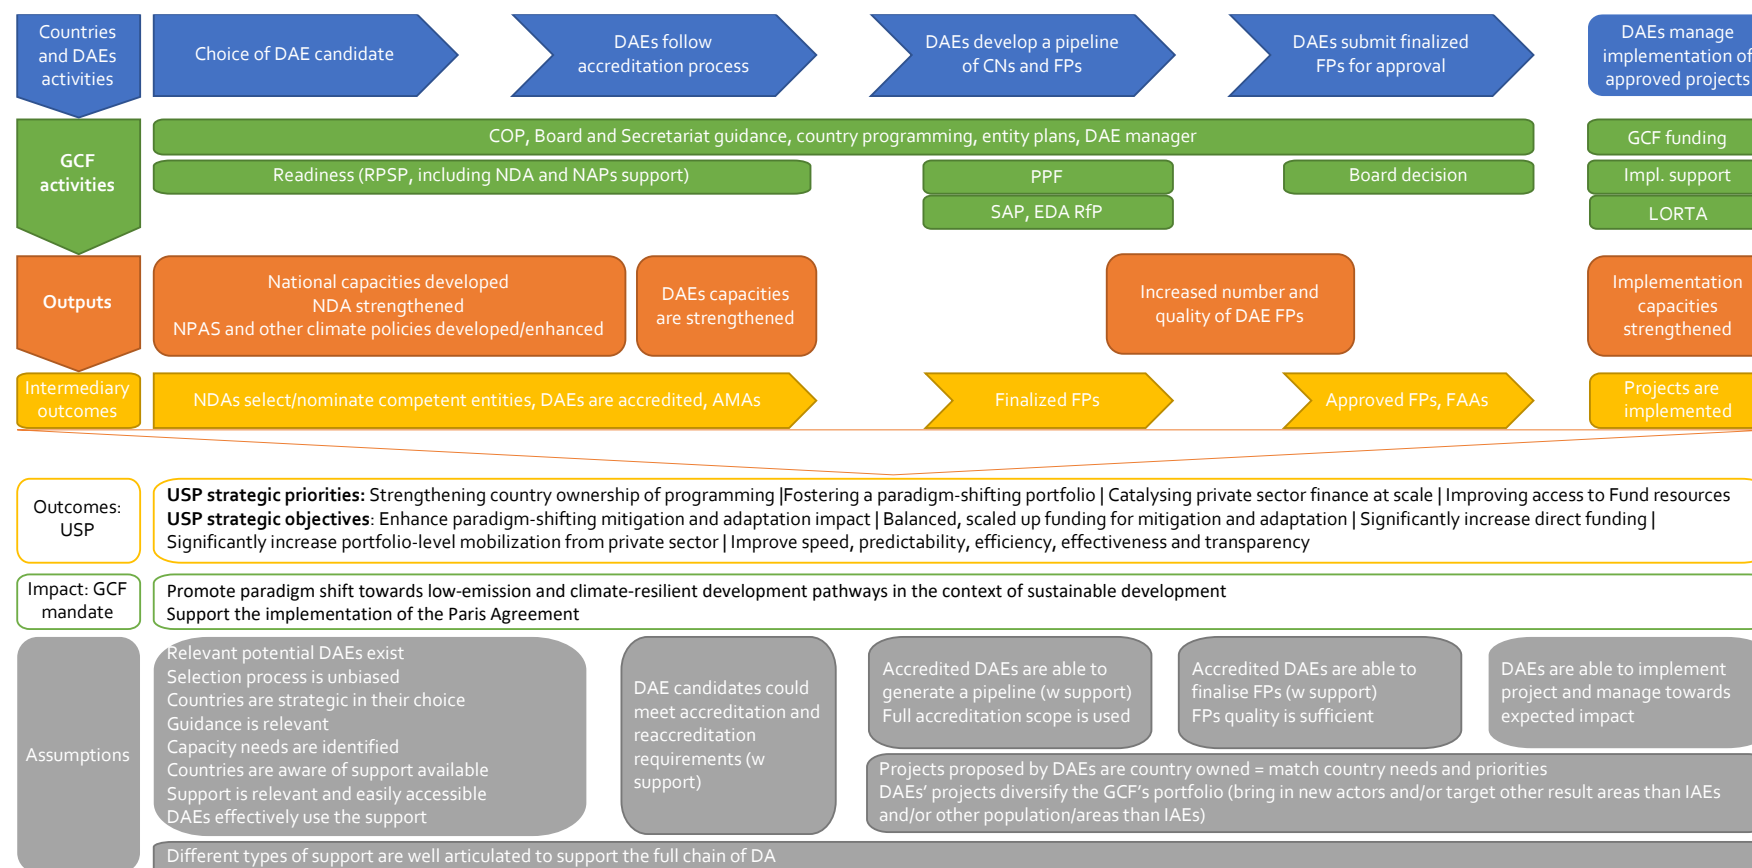 Countries
and DAEs
activities
Choice of DAE candidate
DAEs follow
accreditation process
DAEs develop a pipeline
of CNs and FPs
DAEs submit finalized
FPs for approval
DAEs manage
implementation of
approved projects
GCF
activities
COP, Board and Secretariat guidance, country programming, entity plans, DAE manager
GCF funding
Readiness (RPSP, including NDA and NAPs support)
PPF
Board decision
Impl. support
SAP, EDA RfP
LORTA
Outputs
National capacities developed
NDA strengthened
NPAS and other climate policies developed/enhanced
DAEs capacities
are strengthened
Increased number and
quality of DAE FPs
Implementation
capacities
strengthened
Intermediary
outcomes
NDAs select/nominate competent entities, DAEs are accredited, AMAs
Finalized FPs
Approved FPs, FAAs
Projects are
implemented
Outcomes:
USP
USP strategic priorities: Strengthening country ownership of programming |Fostering a paradigm-shifting portfolio | Catalysing private sector finance at scale | Improving access to Fund resources
USP strategic objectives: Enhance paradigm-shifting mitigation and adaptation impact | Balanced, scaled up funding for mitigation and adaptation | Significantly increase direct funding |
Significantly increase portfolio-level mobilization from private sector | Improve speed, predictability, efficiency, effectiveness and transparency
Impact: GCF
mandate
Promote paradigm shift towards low-emission and climate-resilient development pathways in the context of sustainable development
Support the implementation of the Paris Agreement
Assumptions
Relevant potential DAEs exist
Selection process is unbiased
Countries are strategic in their choice
Guidance is relevant
Capacity needs are identified
Countries are aware of support available
Support is relevant and easily accessible
DAEs effectively use the support
DAE candidates could
meet accreditation and
reaccreditation
requirements (w
support)
Accredited DAEs are able to
generate a pipeline (w support)
Full accreditation scope is used
Accredited DAEs are able to
finalise FPs (w support)
FPs quality is sufficient
DAEs are able to implement
project and manage towards
expected impact
Projects proposed by DAEs are country owned = match country needs and priorities
DAEs' projects diversify the GCF's portfolio (bring in new actors and/or target other result areas than IAEs
and/or other population/areas than IAEs)
Different types of support are well articulated to support the full chain of DA